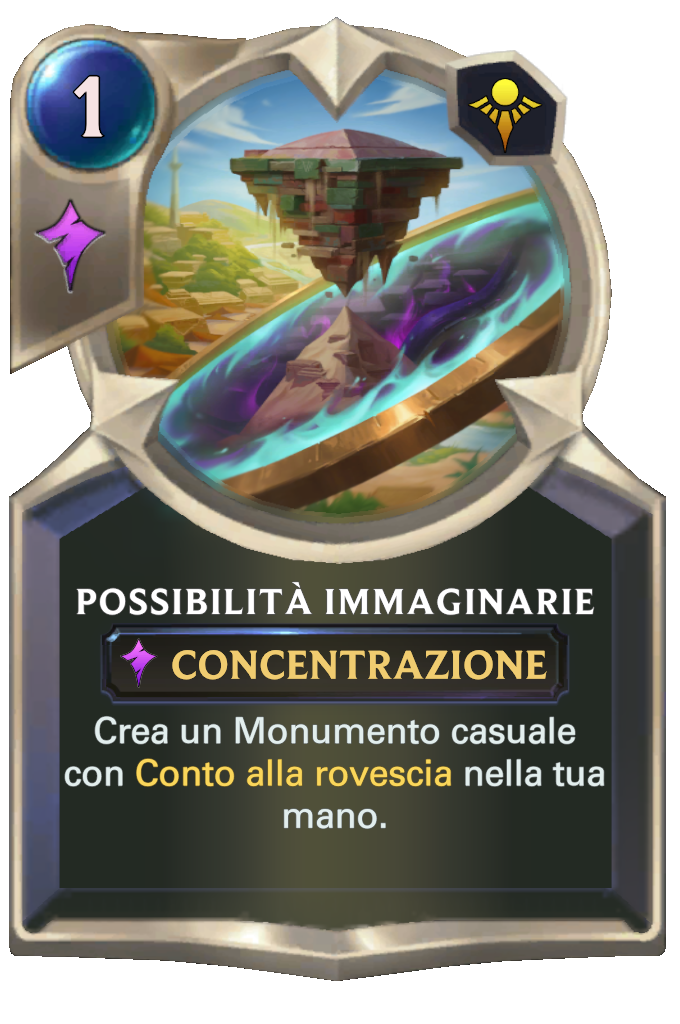 1
POSSIBILITÀ IMMAGINARIE
CONCENTRAZIONE
Crea un Monumento casuale
con Conto alla rovescia nella tua
mano.